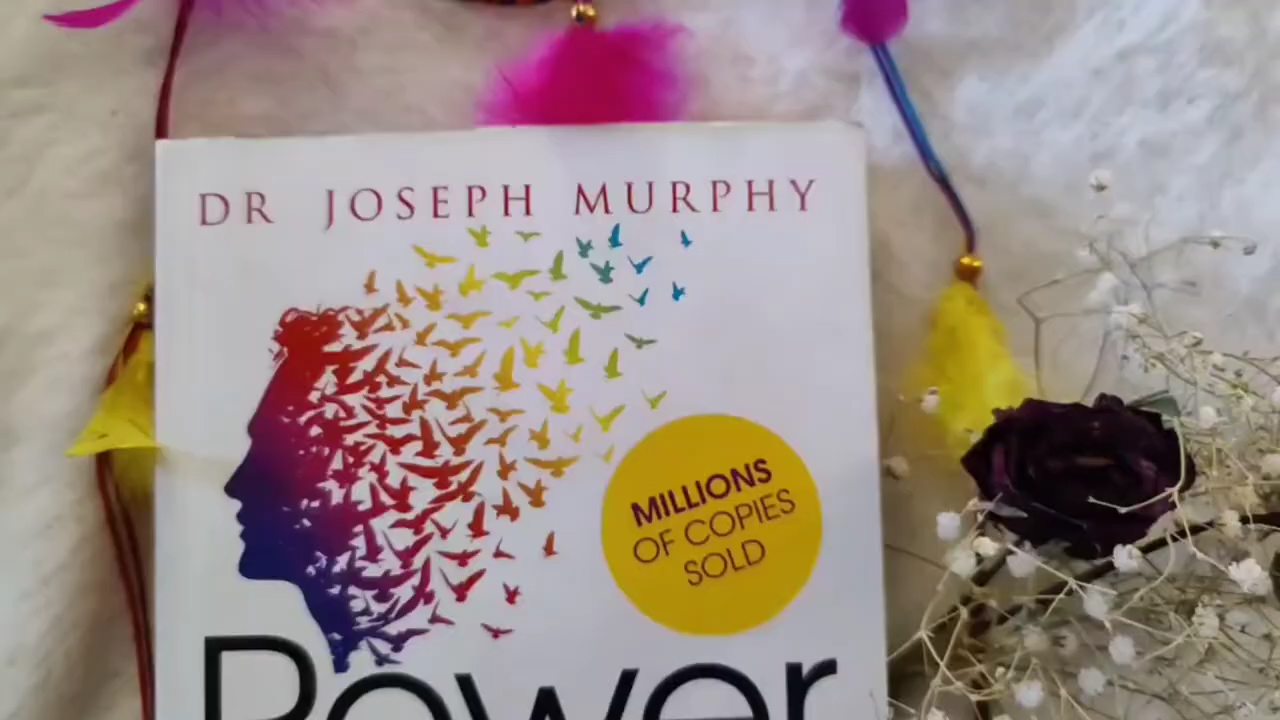 DR JOSEPH MURPHY
MILLIONS
OF COPIES
SOLD
Power